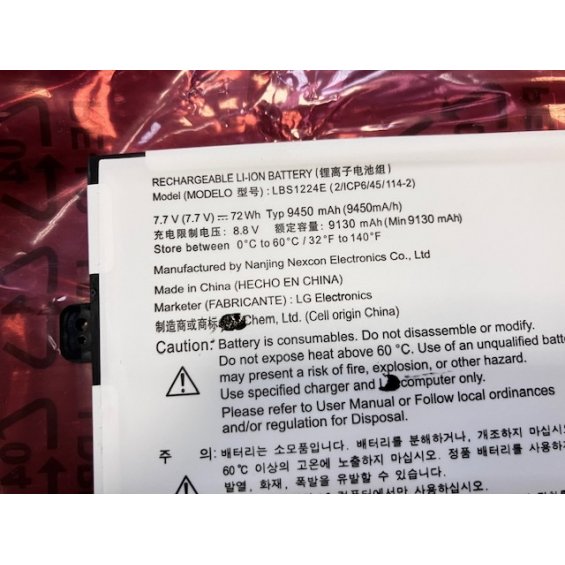 RECHARGEABLE LI-ION BATTERY (锂离子电池组)
Model (MODELO 型号) : LBS1224E (2/ICP6/45/114-2)
7.7 V (7.7 V) ⎓ 72 Wh Typ 9450 mAh (9450mA/h)
充电限制电压: 8.8 V 额定容量: 9130 mAh (Min 9130 mAh)
Store between 0°C to 60°C / 32°F to 140°F
Manufactured by Nanjing Nexcon Electronics Co., Ltd
Made in China (HECHO EN CHINA)
Marketer (FABRICANTE) : LG Electronics
制造商或商标 Chem, Ltd. (Cell origin China)
Caution: Battery is consumables. Do not disassemble or modify.
Do not expose heat above 60 °C. Use of an unqualified
may present a risk of fire, explosion, or other hazard.
Use specified charger and computer only.
Please refer to User Manual or Follow local ordinances
and/or regulation for Disposal.
주 의: 배터리는 소모품입니다. 배터리를 분해하거나, 개조하지 마십시오
60℃ 이상의 고온에 노출하지 마십시오. 정품 배터리를
발열, 화재, 폭발을 유발할 수 있습니다.